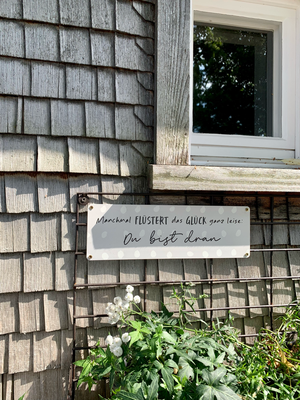 Manchmal FLÜSTERT das GLÜCK ganz leise.
Du bist dran